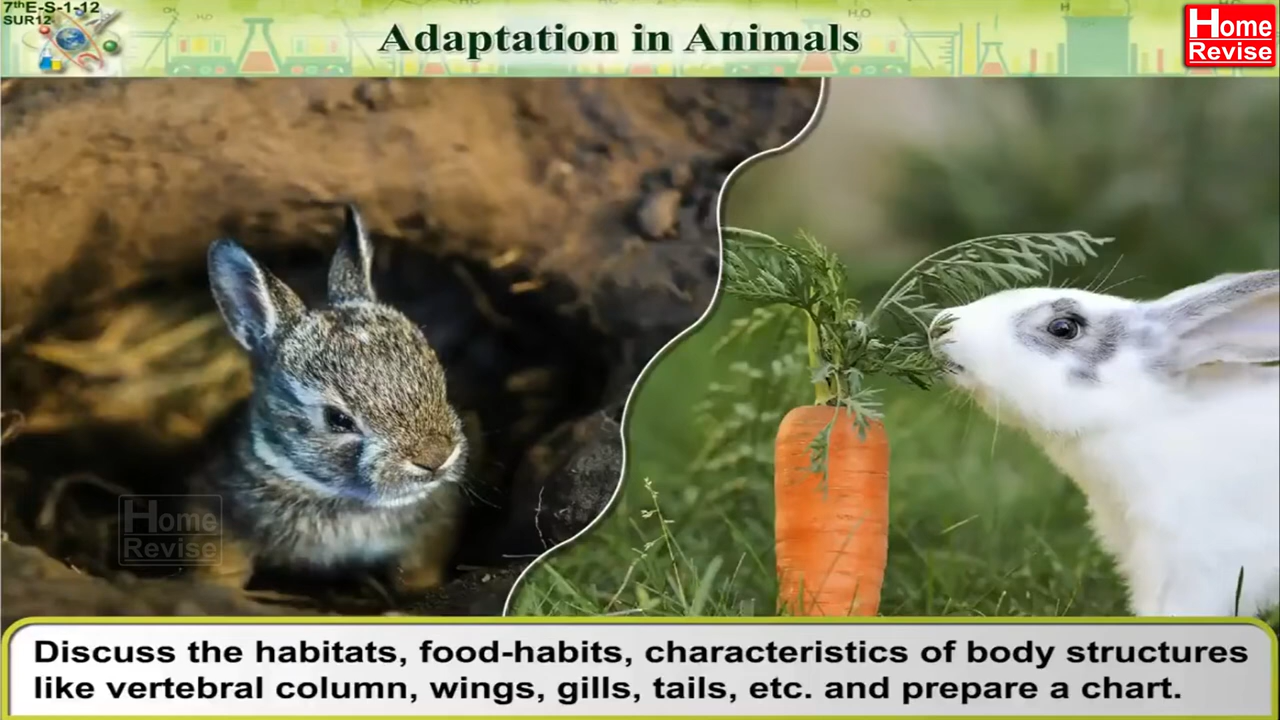 7thE-S-1-12
SUR12
Adaptation in Animals
Home
Revise
Home
Revise
Discuss the habitats, food-habits, characteristics of body structures
like vertebral column, wings, gills, tails, etc. and prepare a chart.